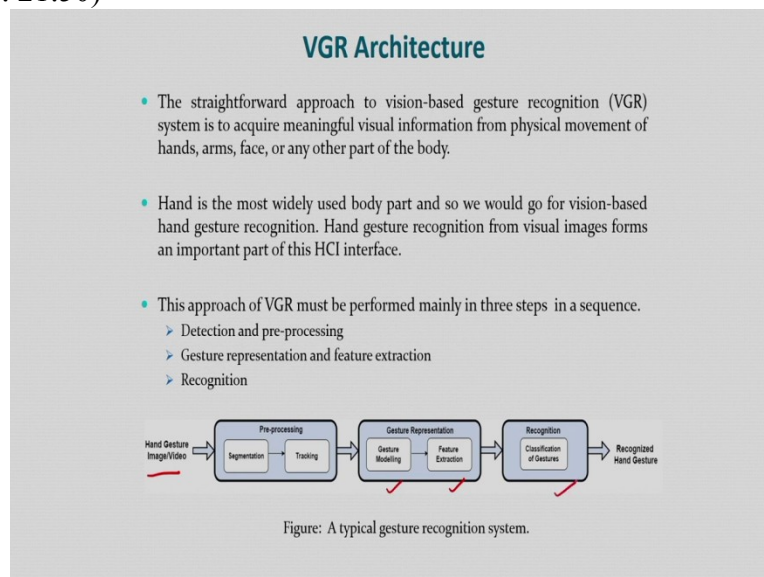 VGR Architecture
• The straightforward approach to vision-based gesture recognition (VGR)
system is to acquire meaningful visual information from physical movement of
hands, arms, face, or any other part of the body.
• Hand is the most widely used body part and so we would go for vision-based
hand gesture recognition. Hand gesture recognition from visual images forms
an important part of this HCI interface.
• This approach of VGR must be performed mainly in three steps in a sequence.
➢ Detection and pre-processing
➢ Gesture representation and feature extraction
➢ Recognition
Hand Gesture
Image/Video
Pre-processing
Segmentation
Tracking
Gesture Representation
Gesture
Modelling
Feature
Extraction
Recognition
Classification
of Gestures
Recognized
Hand Gesture
Figure: A typical gesture recognition system.